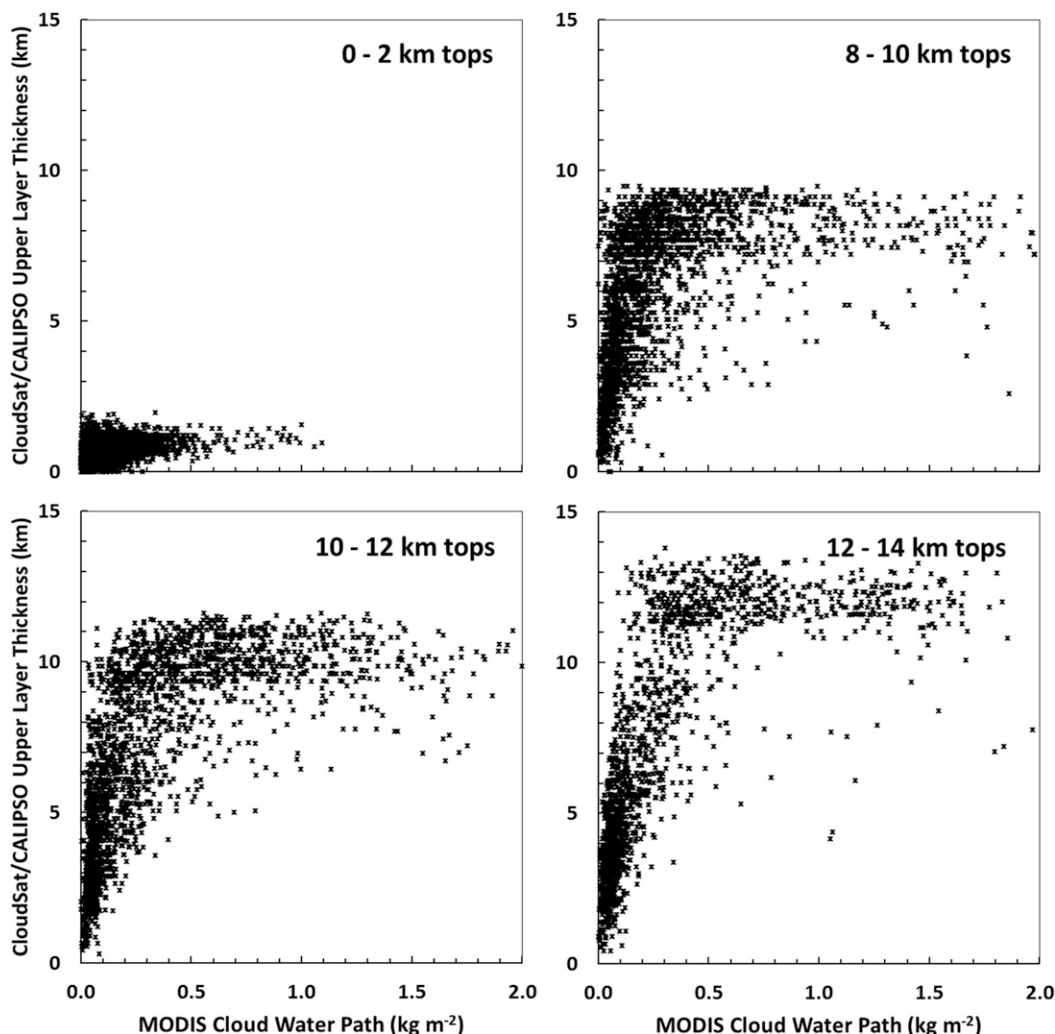 CloudSat/CALIPSO Upper Layer Thickness (km)
15
10
5
0
0 - 2 km tops
15
10
5
0
8 - 10 km tops
CloudSat/CALIPSO Upper Layer Thickness (km)
15
10
5
0
10 - 12 km tops
0.0 0.5 1.0 1.5 2.0
MODIS Cloud Water Path (kg m-2)
15
10
5
0
12 - 14 km tops
0.0 0.5 1.0 1.5 2.0
MODIS Cloud Water Path (kg m-2)